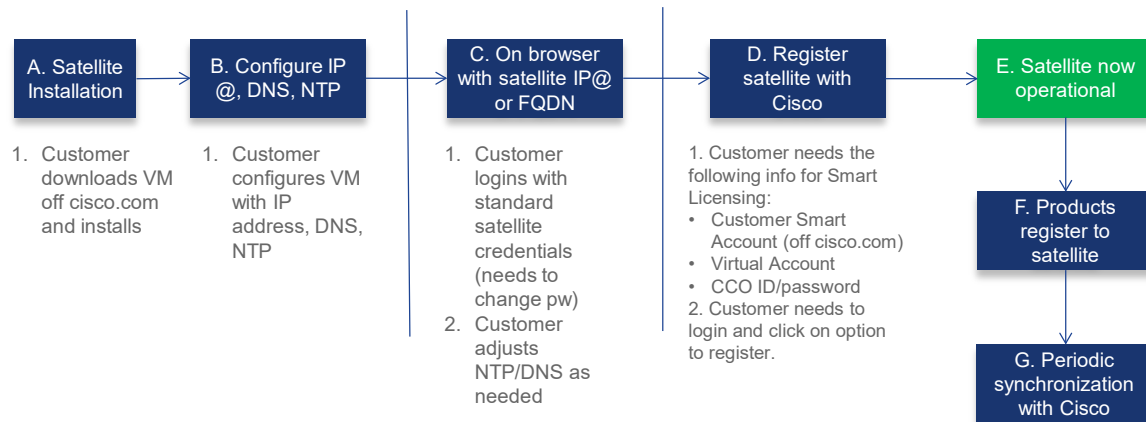 A. Satellite
Installation
B. Configure IP
@, DNS, NTP
C. On browser
with satellite IP@
or FQDN
D. Register
satellite with
Cisco
E. Satellite now
operational
1. Customer
downloads VM
off cisco.com
and installs
1. Customer
configures VM
with IP
address, DNS,
NTP
1. Customer
logins with
standard
satellite
credentials
(needs to
change pw)
2. Customer
adjusts
NTP/DNS as
needed
1. Customer needs the
following info for Smart
Licensing:
• Customer Smart
Account (off cisco.com)
• Virtual Account
• CCO ID/password
2. Customer needs to
login and click on option
to register.
F. Products
register to
satellite
G. Periodic
synchronization
with Cisco